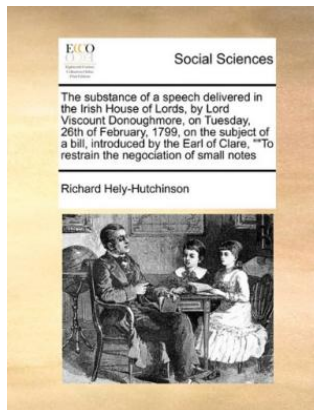 ECCO
Social Sciences
The substance of a speech delivered in
the Irish House of Lords, by Lord
Viscount Donoughmore, on Tuesday,
26th of February, 1799, on the subject of
a bill, introduced by the Earl of Clare, ""To
restrain the negociation of small notes
Richard Hely-Hutchinson